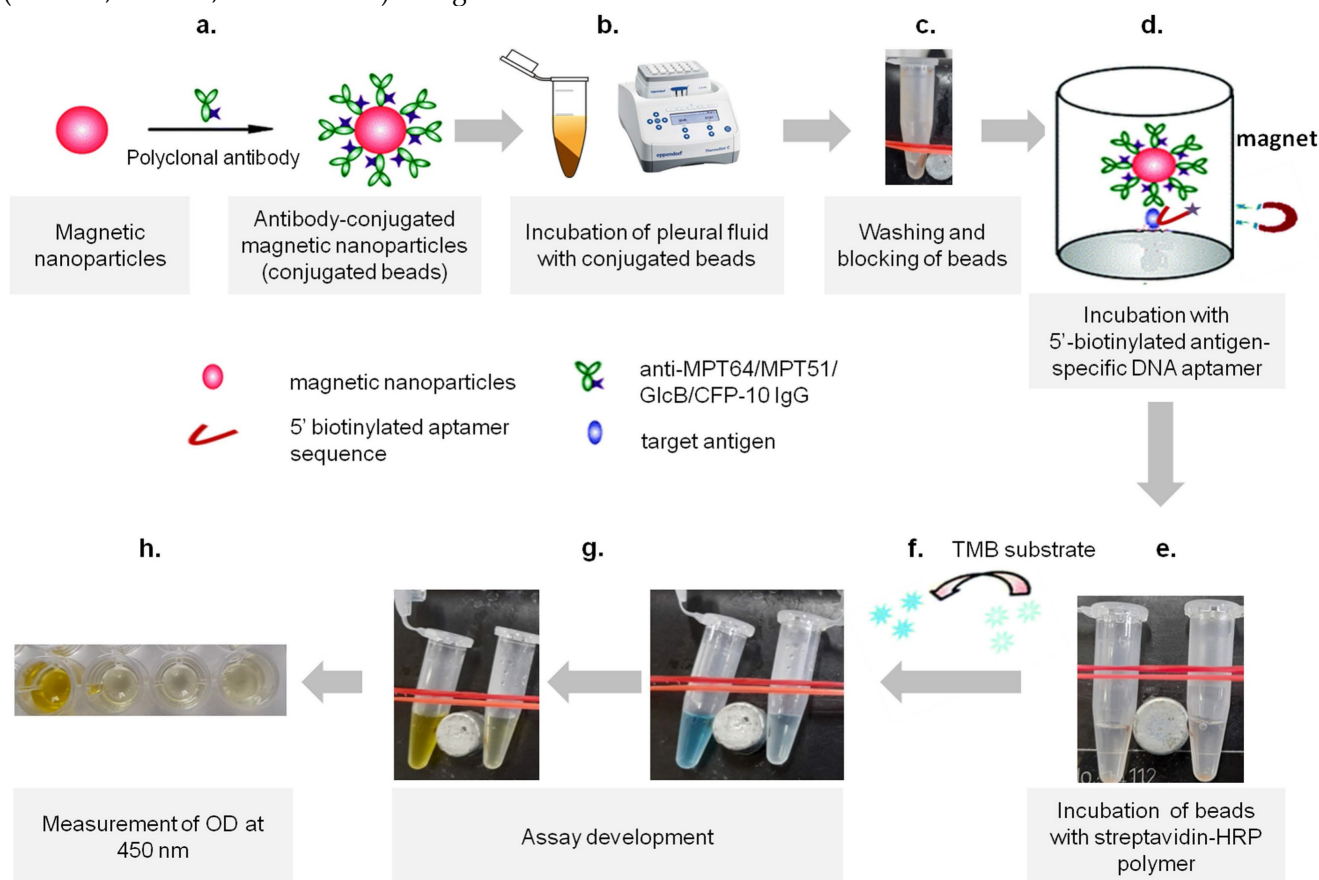 a.
b.
c.
d.
Polyclonal antibody
magnet
eppendorf
Magnetic
nanoparticles
Antibody-conjugated
magnetic nanoparticles
(conjugated beads)
Incubation of pleural fluid
with conjugated beads
Washing and
blocking of beads
Incubation with
5’-biotinylated antigen-
specific DNA aptamer
magnetic nanoparticles
anti-MPT64/MPT51/
GlcB/CFP-10 IgG
5’ biotinylated aptamer
sequence
target antigen
h.
g.
f.
TMB substrate
e.
112
Measurement of OD at
450 nm
Assay development
Incubation of beads
with streptavidin-HRP
polymer